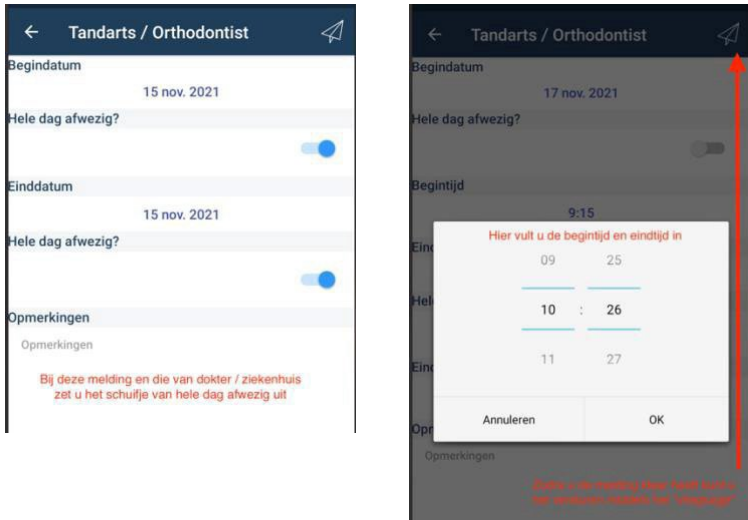 Tandarts / Orthodontist
Begindatum
15 nov. 2021
Hele dag afwezig?
Einddatum
15 nov. 2021
Hele dag afwezig?
Opmerkingen
Opmerkingen
Bij deze melding en die van dokter / ziekenhuis
zet u het schuifje van hele dag afwezig uit
Tandarts / Orthodontist
Begindatum
17 nov. 2021
Hele dag afwezig?
Begintijd
9:15
Hier vult u de begintijd en eindtijd in
09 25
10 : 26
11 27
Annuleren OK
Opmerkingen